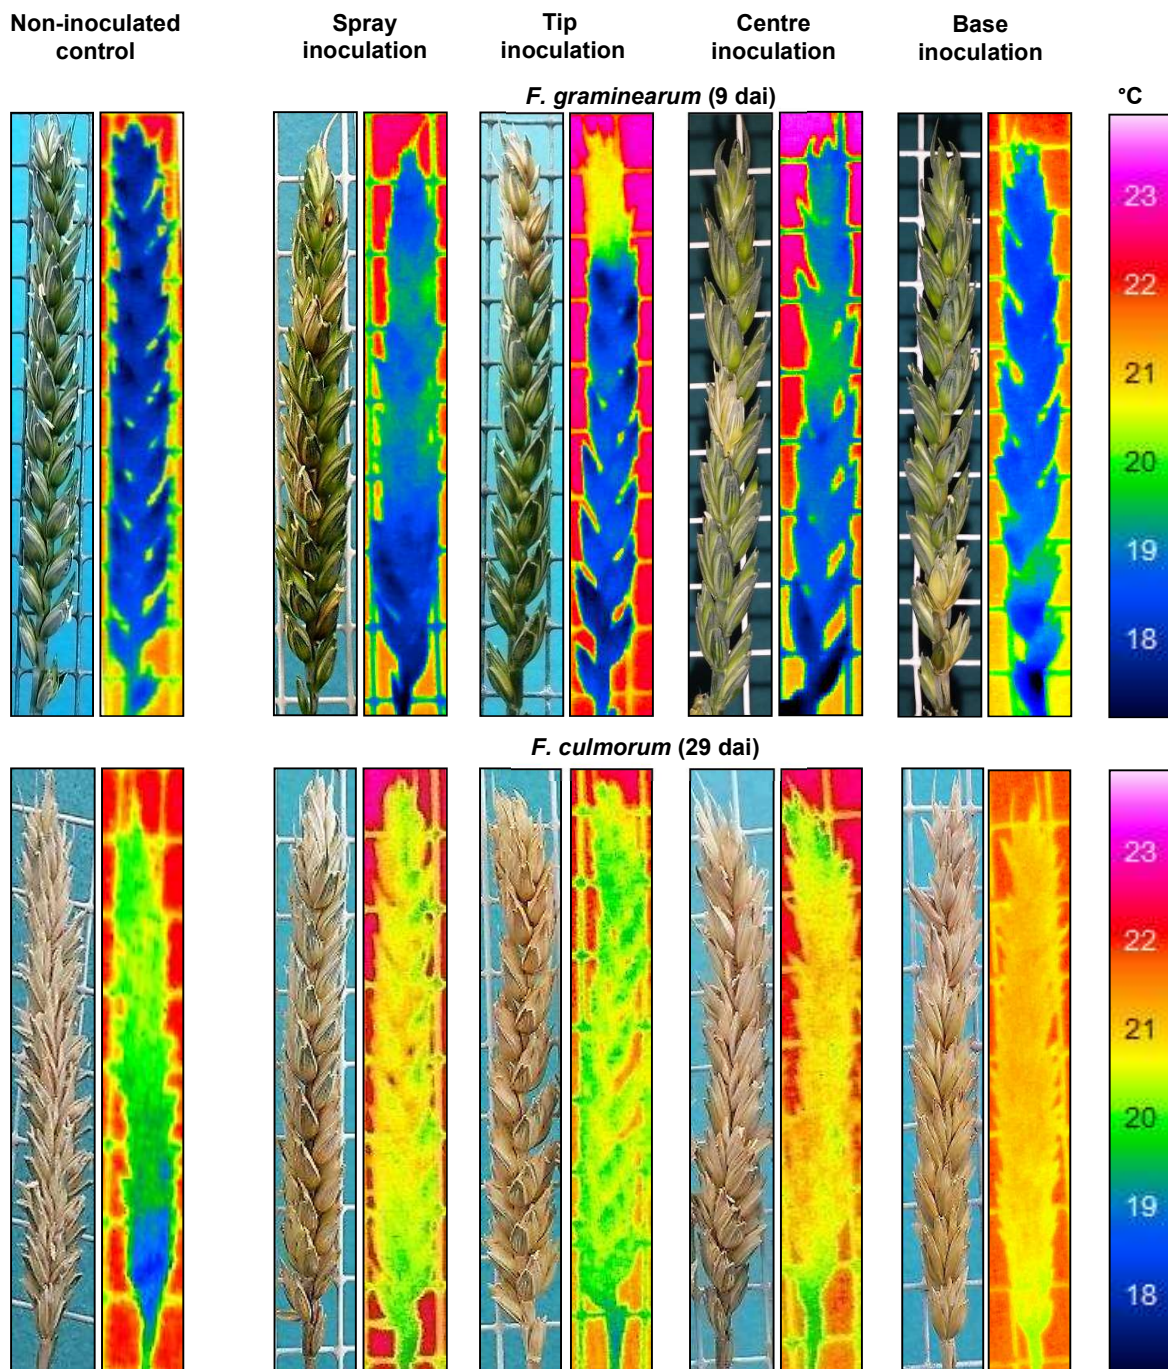 Non-inoculated control
Spray inoculation
Tip inoculation
Centre inoculation
Base inoculation
F. graminearum (9 dai)
°C
23
22
21
20
19
18
F. culmorum (29 dai)
23
22
21
20
19
18